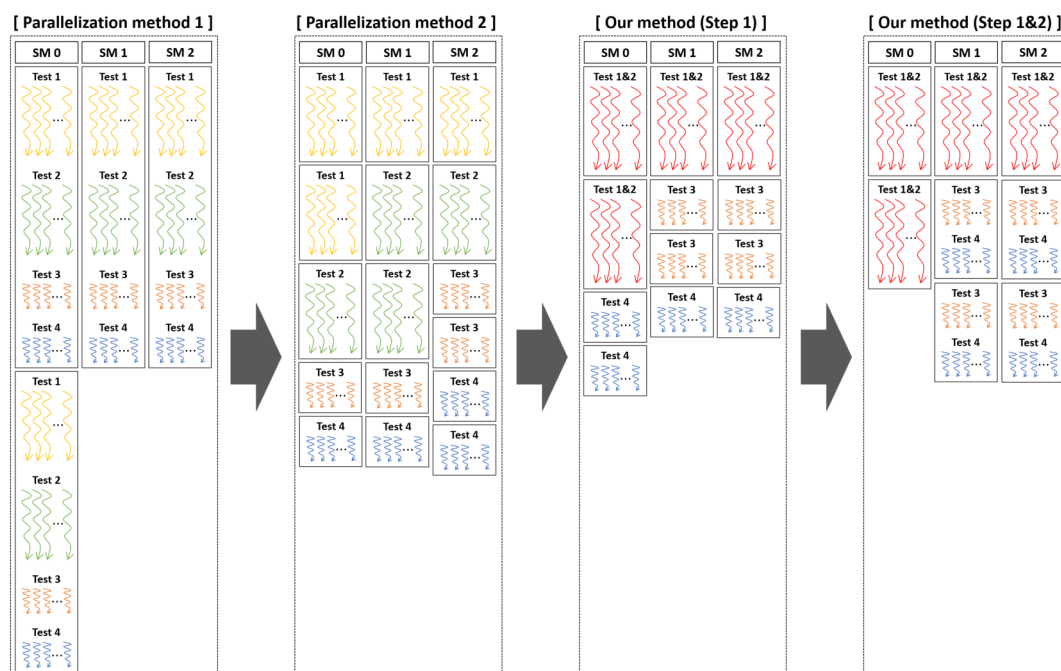 [ Parallelization method 1 ]
SM 0
SM 1
SM 2
Test 1
Test 1
Test 1
...
...
...
Test 2
Test 2
Test 2
...
...
...
Test 3
Test 3
Test 3
...
...
...
Test 4
Test 4
Test 4
...
...
...
Test 1
...
Test 2
...
Test 3
...
Test 4
...
[ Parallelization method 2 ]
SM 0
SM 1
SM 2
Test 1
Test 1
Test 1
...
...
...
Test 1
Test 2
Test 2
...
...
...
Test 2
Test 2
Test 3
...
...
...
Test 3
...
Test 3
Test 3
Test 4
...
...
...
Test 4
Test 4
Test 4
...
...
...
[ Our method (Step 1) ]
SM 0
SM 1
SM 2
Test 1&2
Test 1&2
Test 1&2
...
...
...
Test 1&2
Test 3
Test 3
...
...
...
Test 3
Test 3
...
...
Test 4
Test 4
Test 4
...
...
...
Test 4
...
[ Our method (Step 1&2) ]
SM 0
SM 1
SM 2
Test 1&2
Test 1&2
Test 1&2
...
...
...
Test 1&2
Test 3
Test 3
...
...
...
Test 4
Test 4
...
...
Test 3
Test 3
...
...
Test 4
Test 4
...
...